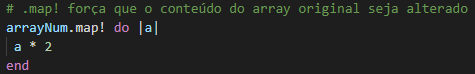 # .map! força que o conteúdo do array original seja alterado
arrayNum.map! do |a|
a * 2
end